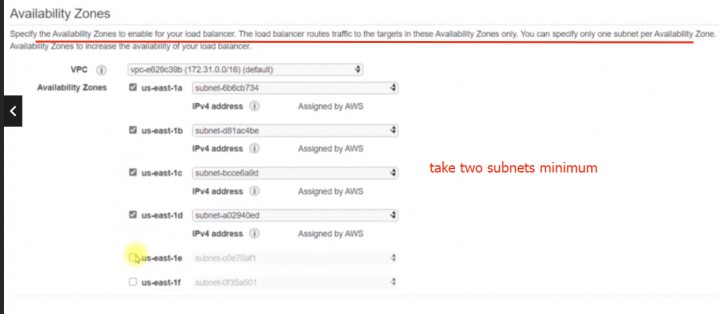 Availability Zones
Specify the Availability Zones to enable for your load balancer. The load balancer routes traffic to the targets in these Availability Zones only. You can specify only one subnet per Availability Zone.
Availability Zones to increase the availability of your load balancer.
VPC i vpc-e629c39b (172.31.0.0/16) (default)
Availability Zones us-east-1a subnet-6b6cb734
IPv4 address i Assigned by AWS
us-east-1b subnet-d81ac4be
IPv4 address i Assigned by AWS
take two subnets minimum
us-east-1c subnet-bcce6a9d
IPv4 address i Assigned by AWS
us-east-1d subnet-a02940ed
IPv4 address i Assigned by AWS
us-east-1e subnet-c0e70af1
us-east-1f subnet-0f35a501